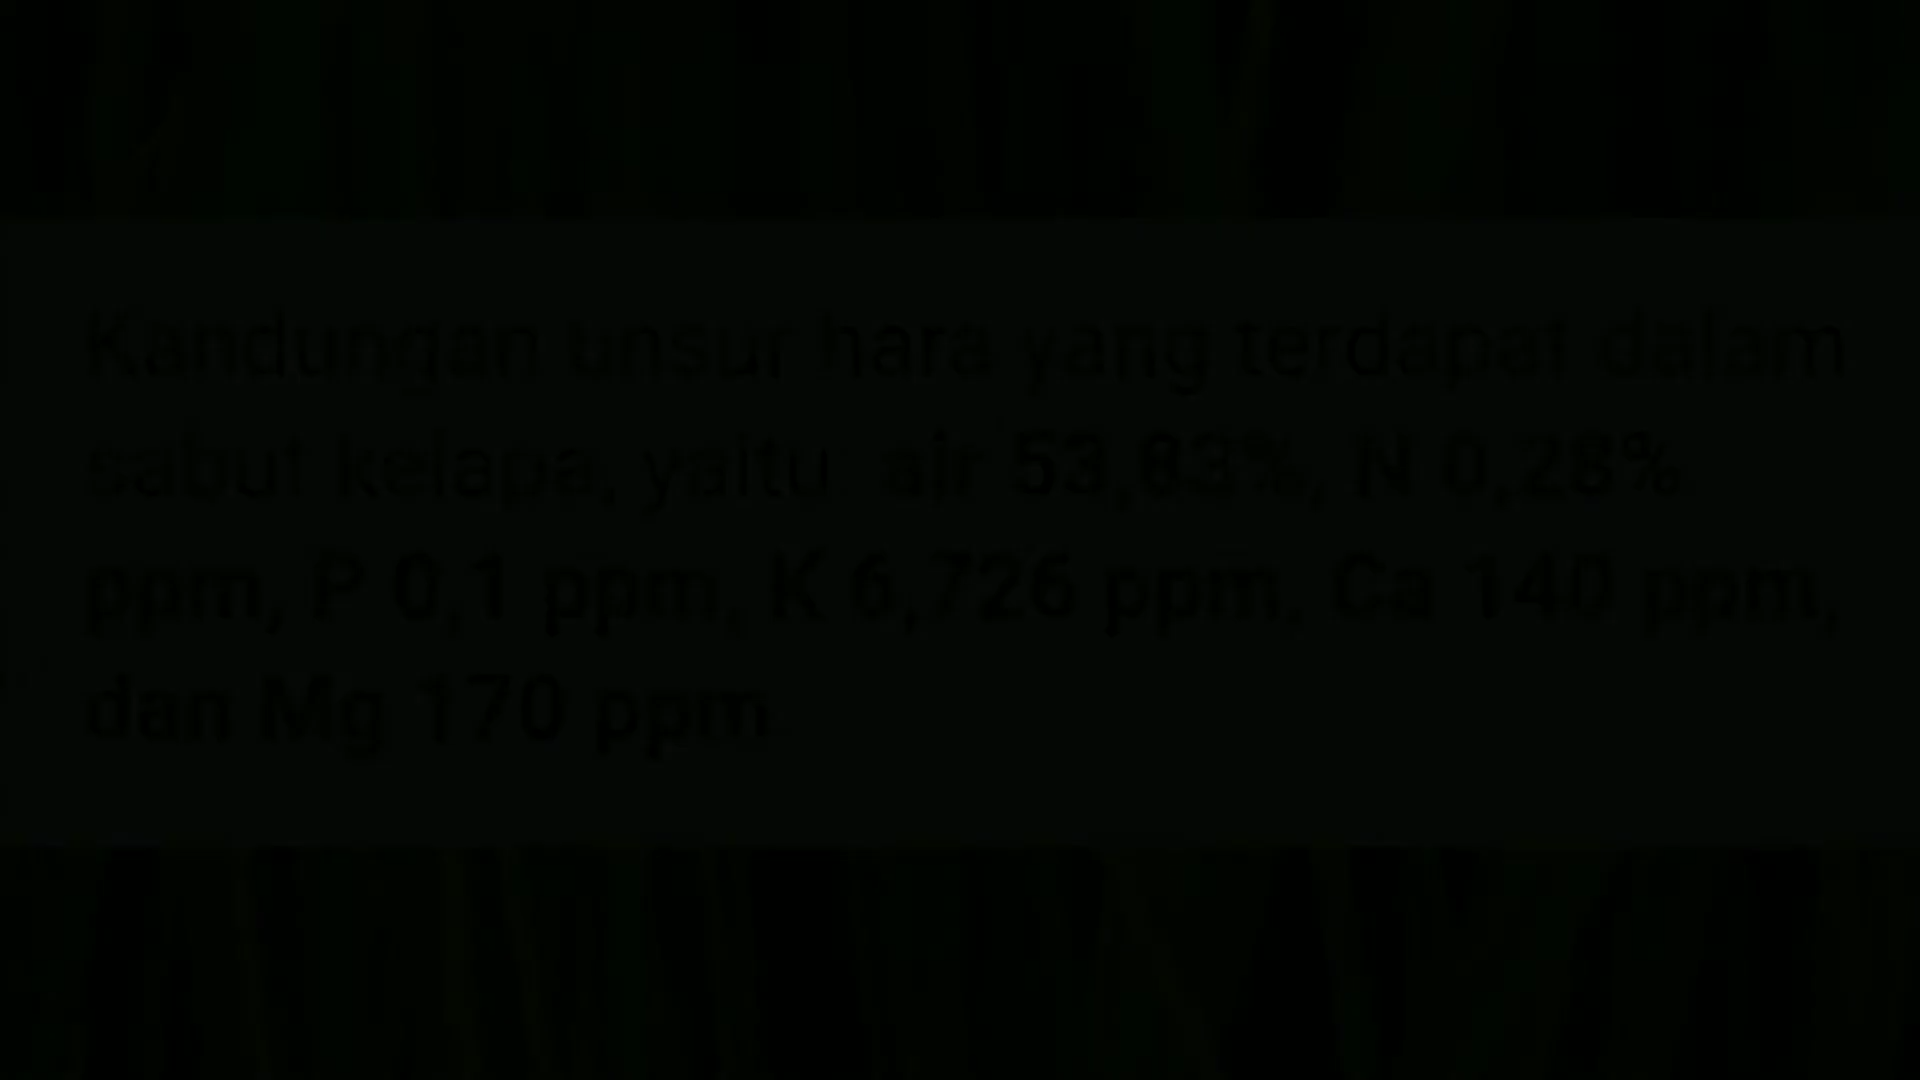 Kandungan unsur hara yang terdapat dalam
sabut kelapa, yaitu: air 53,83%, N 0,28%
ppm, P 0,1 ppm, K 6,726 ppm, Ca 140 ppm,
dan Mg 170 ppm